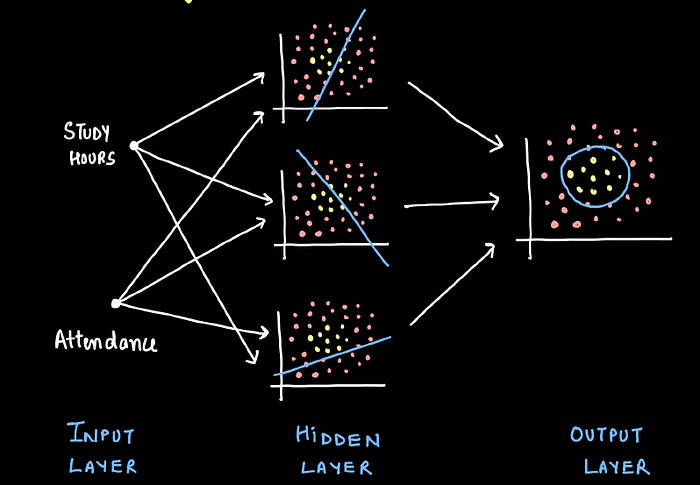 STUDY
HOURS
Attendance
INPUT
LAYER
HiDDEN
LAYER
OUTPUT
LAYER